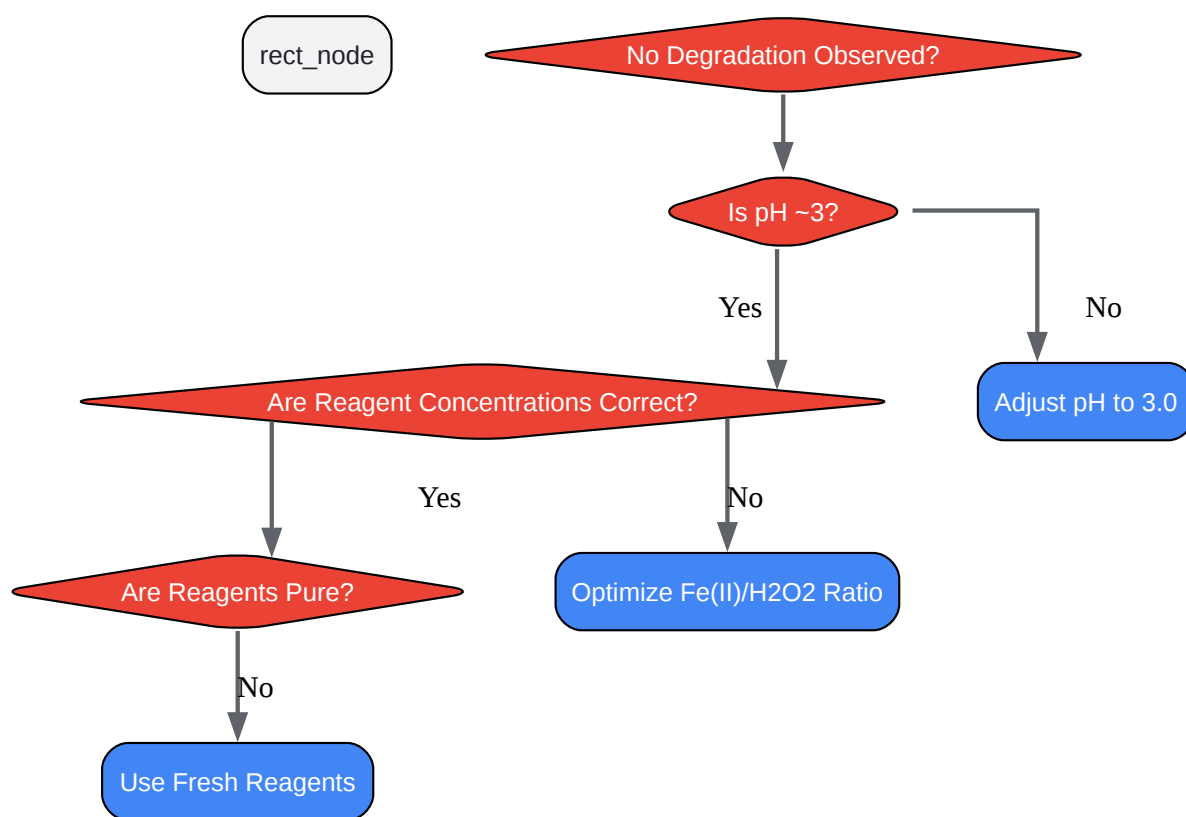 rect_node
No Degradation Observed?
Is pH ~3?
Yes
No
Adjust pH to 3.0
Are Reagent Concentrations Correct?
Yes
No
Are Reagents Pure?
Optimize Fe(II)/H2O2 Ratio
No
Use Fresh Reagents